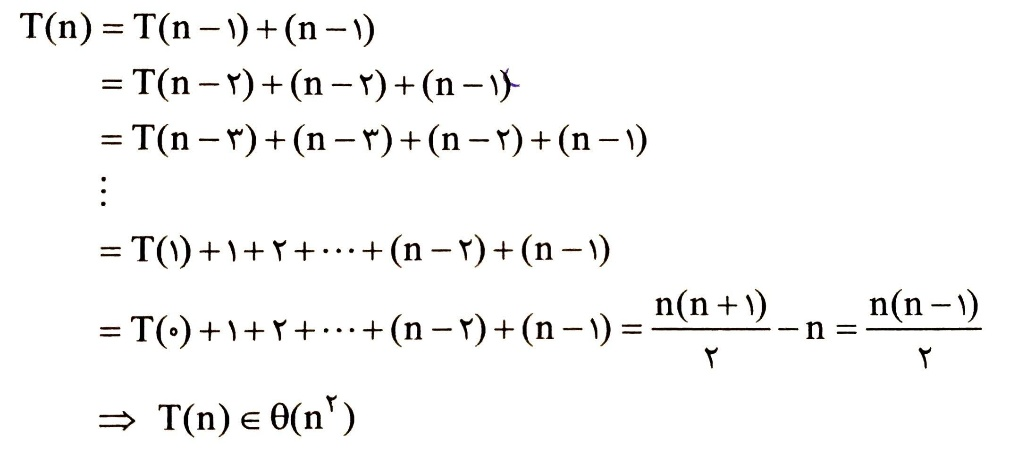 T(n) = T(n − ۱) + (n − ۱)
= T(n − ۲) + (n − ۲) + (n − ۱)
= T(n − ۳) + (n − ۳) + (n − ۲) + (n − ۱)
⋮
= T(۱) + ۱ + ۲ + ⋯ + (n − ۲) + (n − ۱)
= T(۰) + ۱ + ۲ + ⋯ + (n − ۲) + (n − ۱) = n(n + ۱)/۲ − n = n(n − ۱)/۲
⇒ T(n) ∈ θ(n^۲)